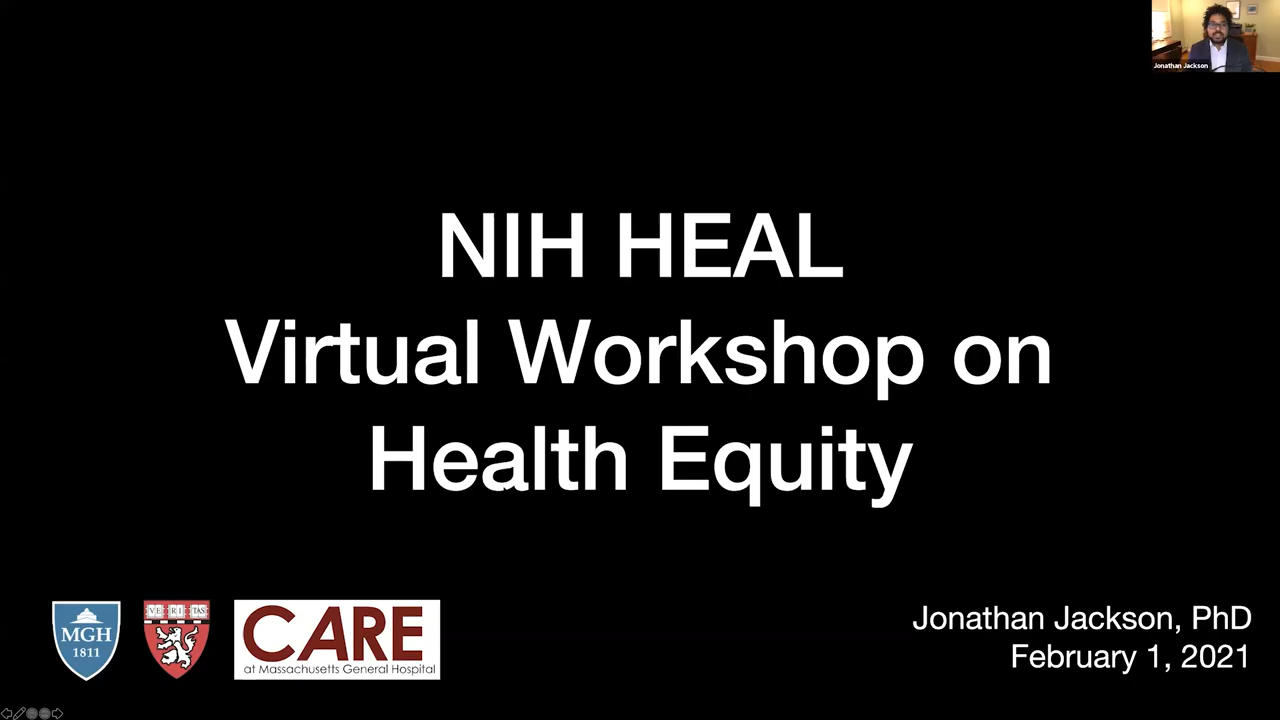 Jonathan Jackson
NIH HEAL
Virtual Workshop on
Health Equity
MGH
1811
VE RI TAS
CARE
at Massachusetts General Hospital
Jonathan Jackson, PhD
February 1, 2021